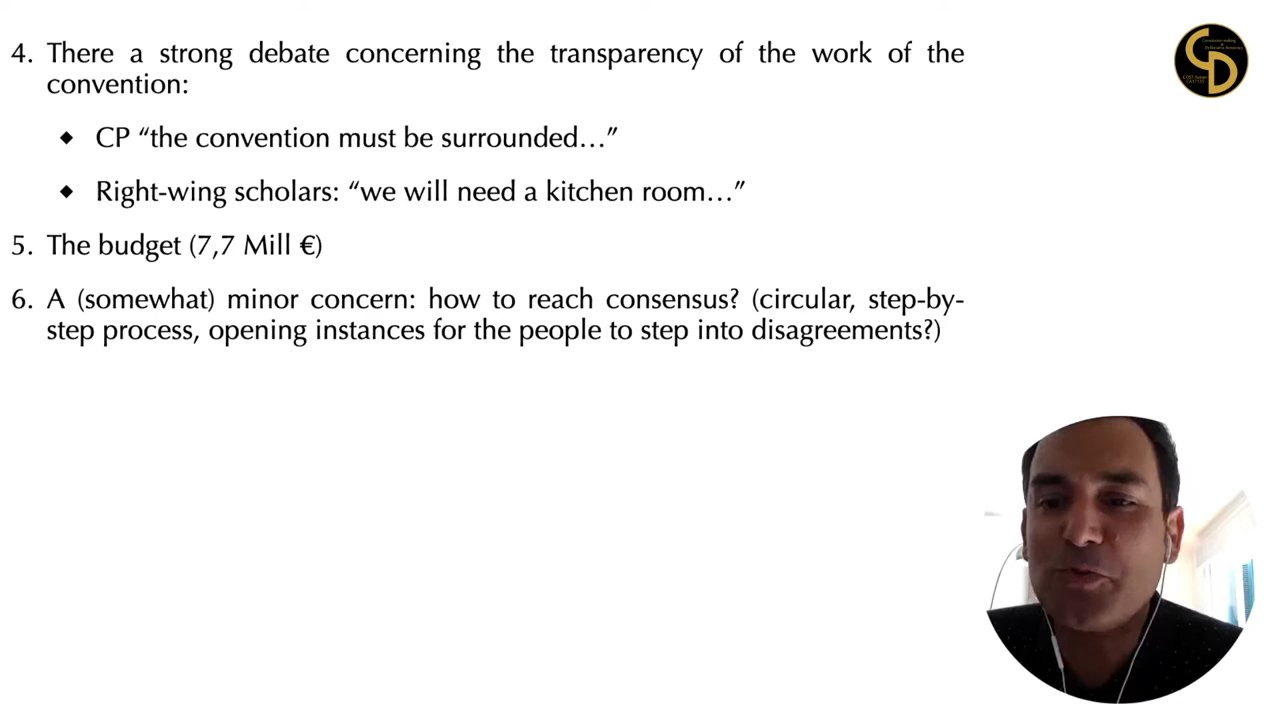 4. There a strong debate concerning the transparency of the work of the
convention:
◆ CP “the convention must be surrounded…”
◆ Right-wing scholars: “we will need a kitchen room…”
5. The budget (7,7 Mill €)
6. A (somewhat) minor concern: how to reach consensus? (circular, step-by-
step process, opening instances for the people to step into disagreements?)
CD